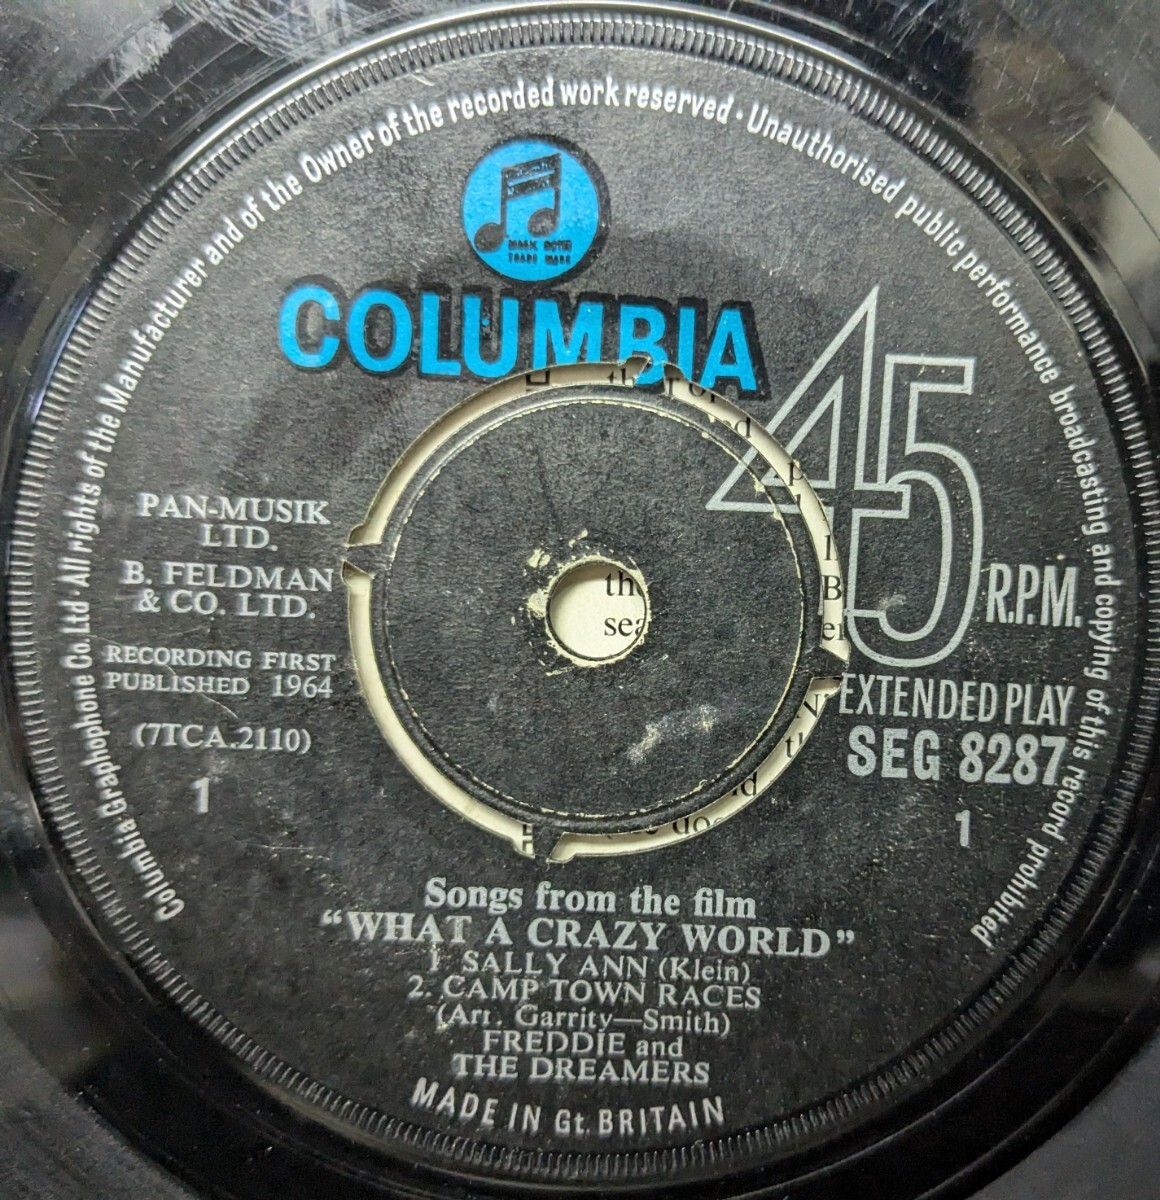 Columbia Graphophone Co. Ltd · All rights of the Manufacturer and of the Owner of the recorded work reserved · Unauthorised public performance broadcasting and copying of this record prohibited
TRADE MARK
COLUMBIA
45
R.P.M.
PAN-MUSIK
LTD.
B. FELDMAN
& CO. LTD.
RECORDING FIRST
PUBLISHED 1964
(7TCA.2110)
1
EXTENDED PLAY
SEG 8287
1
Songs from the film
“WHAT A CRAZY WORLD”
1. SALLY ANN (Klein)
2. CAMP TOWN RACES
(Arr. Garrity—Smith)
FREDDIE and
THE DREAMERS
MADE IN Gt. BRITAIN